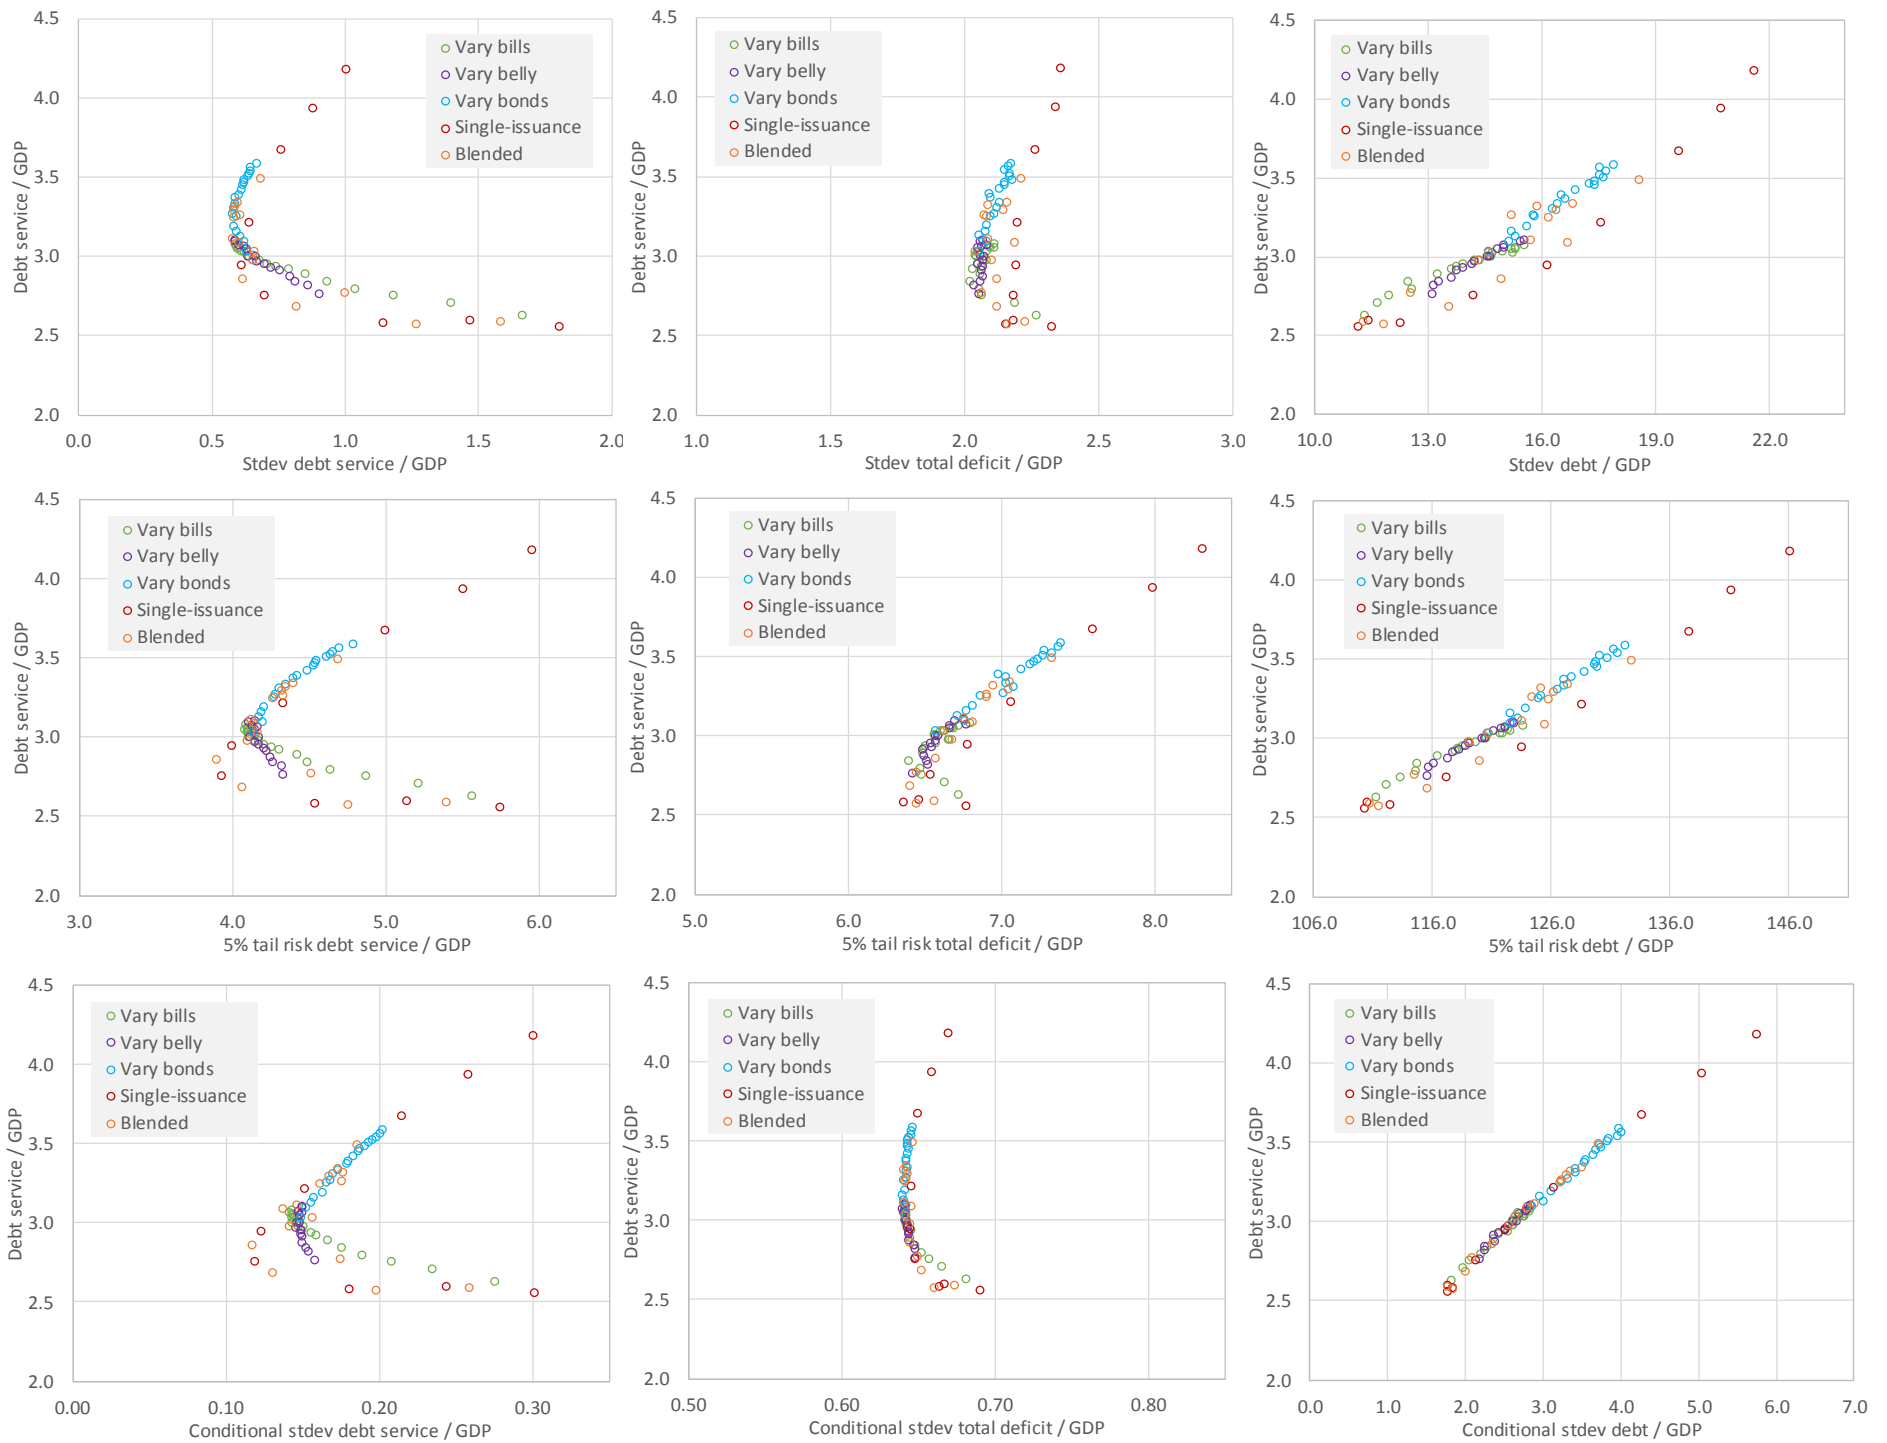 4.5
4.0
3.5
3.0
2.5
2.0
Debt service / GDP
Vary bills
Vary belly
Vary bonds
Single-issuance
Blended
0.0 0.5 1.0 1.5 2.0
Stdev debt service / GDP
4.5
4.0
3.5
3.0
2.5
2.0
Debt service / GDP
Vary bills
Vary belly
Vary bonds
Single-issuance
Blended
1.0 1.5 2.0 2.5 3.0
Stdev total deficit / GDP
4.5
4.0
3.5
3.0
2.5
2.0
Debt service / GDP
Vary bills
Vary belly
Vary bonds
Single-issuance
Blended
10.0 13.0 16.0 19.0 22.0
Stdev debt / GDP
4.5
4.0
3.5
3.0
2.5
2.0
Debt service / GDP
Vary bills
Vary belly
Vary bonds
Single-issuance
Blended
3.0 4.0 5.0 6.0
5% tail risk debt service / GDP
4.5
4.0
3.5
3.0
2.5
2.0
Debt service / GDP
Vary bills
Vary belly
Vary bonds
Single-issuance
Blended
5.0 6.0 7.0 8.0
5% tail risk total deficit / GDP
4.5
4.0
3.5
3.0
2.5
2.0
Debt service / GDP
Vary bills
Vary belly
Vary bonds
Single-issuance
Blended
106.0 116.0 126.0 136.0 146.0
5% tail risk debt / GDP
4.5
4.0
3.5
3.0
2.5
2.0
Debt service / GDP
Vary bills
Vary belly
Vary bonds
Single-issuance
Blended
0.00 0.10 0.20 0.30
Conditional stdev debt service / GDP
4.5
4.0
3.5
3.0
2.5
2.0
Debt service / GDP
Vary bills
Vary belly
Vary bonds
Single-issuance
Blended
0.50 0.60 0.70 0.80
Conditional stdev total deficit / GDP
4.5
4.0
3.5
3.0
2.5
2.0
Debt service / GDP
Vary bills
Vary belly
Vary bonds
Single-issuance
Blended
0.0 1.0 2.0 3.0 4.0 5.0 6.0 7.0
Conditional stdev debt / GDP